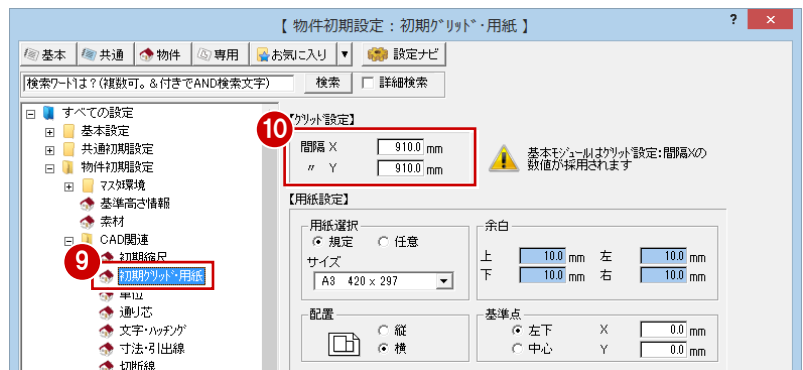 【 物件初期設定：初期ｸﾞﾘｯﾄﾞ･用紙 】 ? x
基本 共通 物件 専用 お気に入り ▼ 設定ナビ
検索ﾜｰﾄﾞは？(複数可。＆付きでAND検索文字) 検索 詳細検索
すべての設定
基本設定
共通初期設定
物件初期設定
ﾏｽﾀ環境
基準高さ情報
素材
CAD関連
初期縮尺
9
初期ｸﾞﾘｯﾄﾞ･用紙
単位
通り芯
文字･ハッチング
寸法･引出線
切断線
10
【ｸﾞﾘｯﾄﾞ設定】
間隔 X 910.0 mm
〃 Y 910.0 mm
基本ﾓｼﾞｭｰﾙはｸﾞﾘｯﾄﾞ設定：間隔Xの
数値が採用されます
【用紙設定】
用紙選択
規定 任意
サイズ
A3 420 × 297
余白
上 10.0 mm 左 10.0 mm
下 10.0 mm 右 10.0 mm
配置
縦
横
基準点
左下 X 0.0 mm
中心 Y 0.0 mm